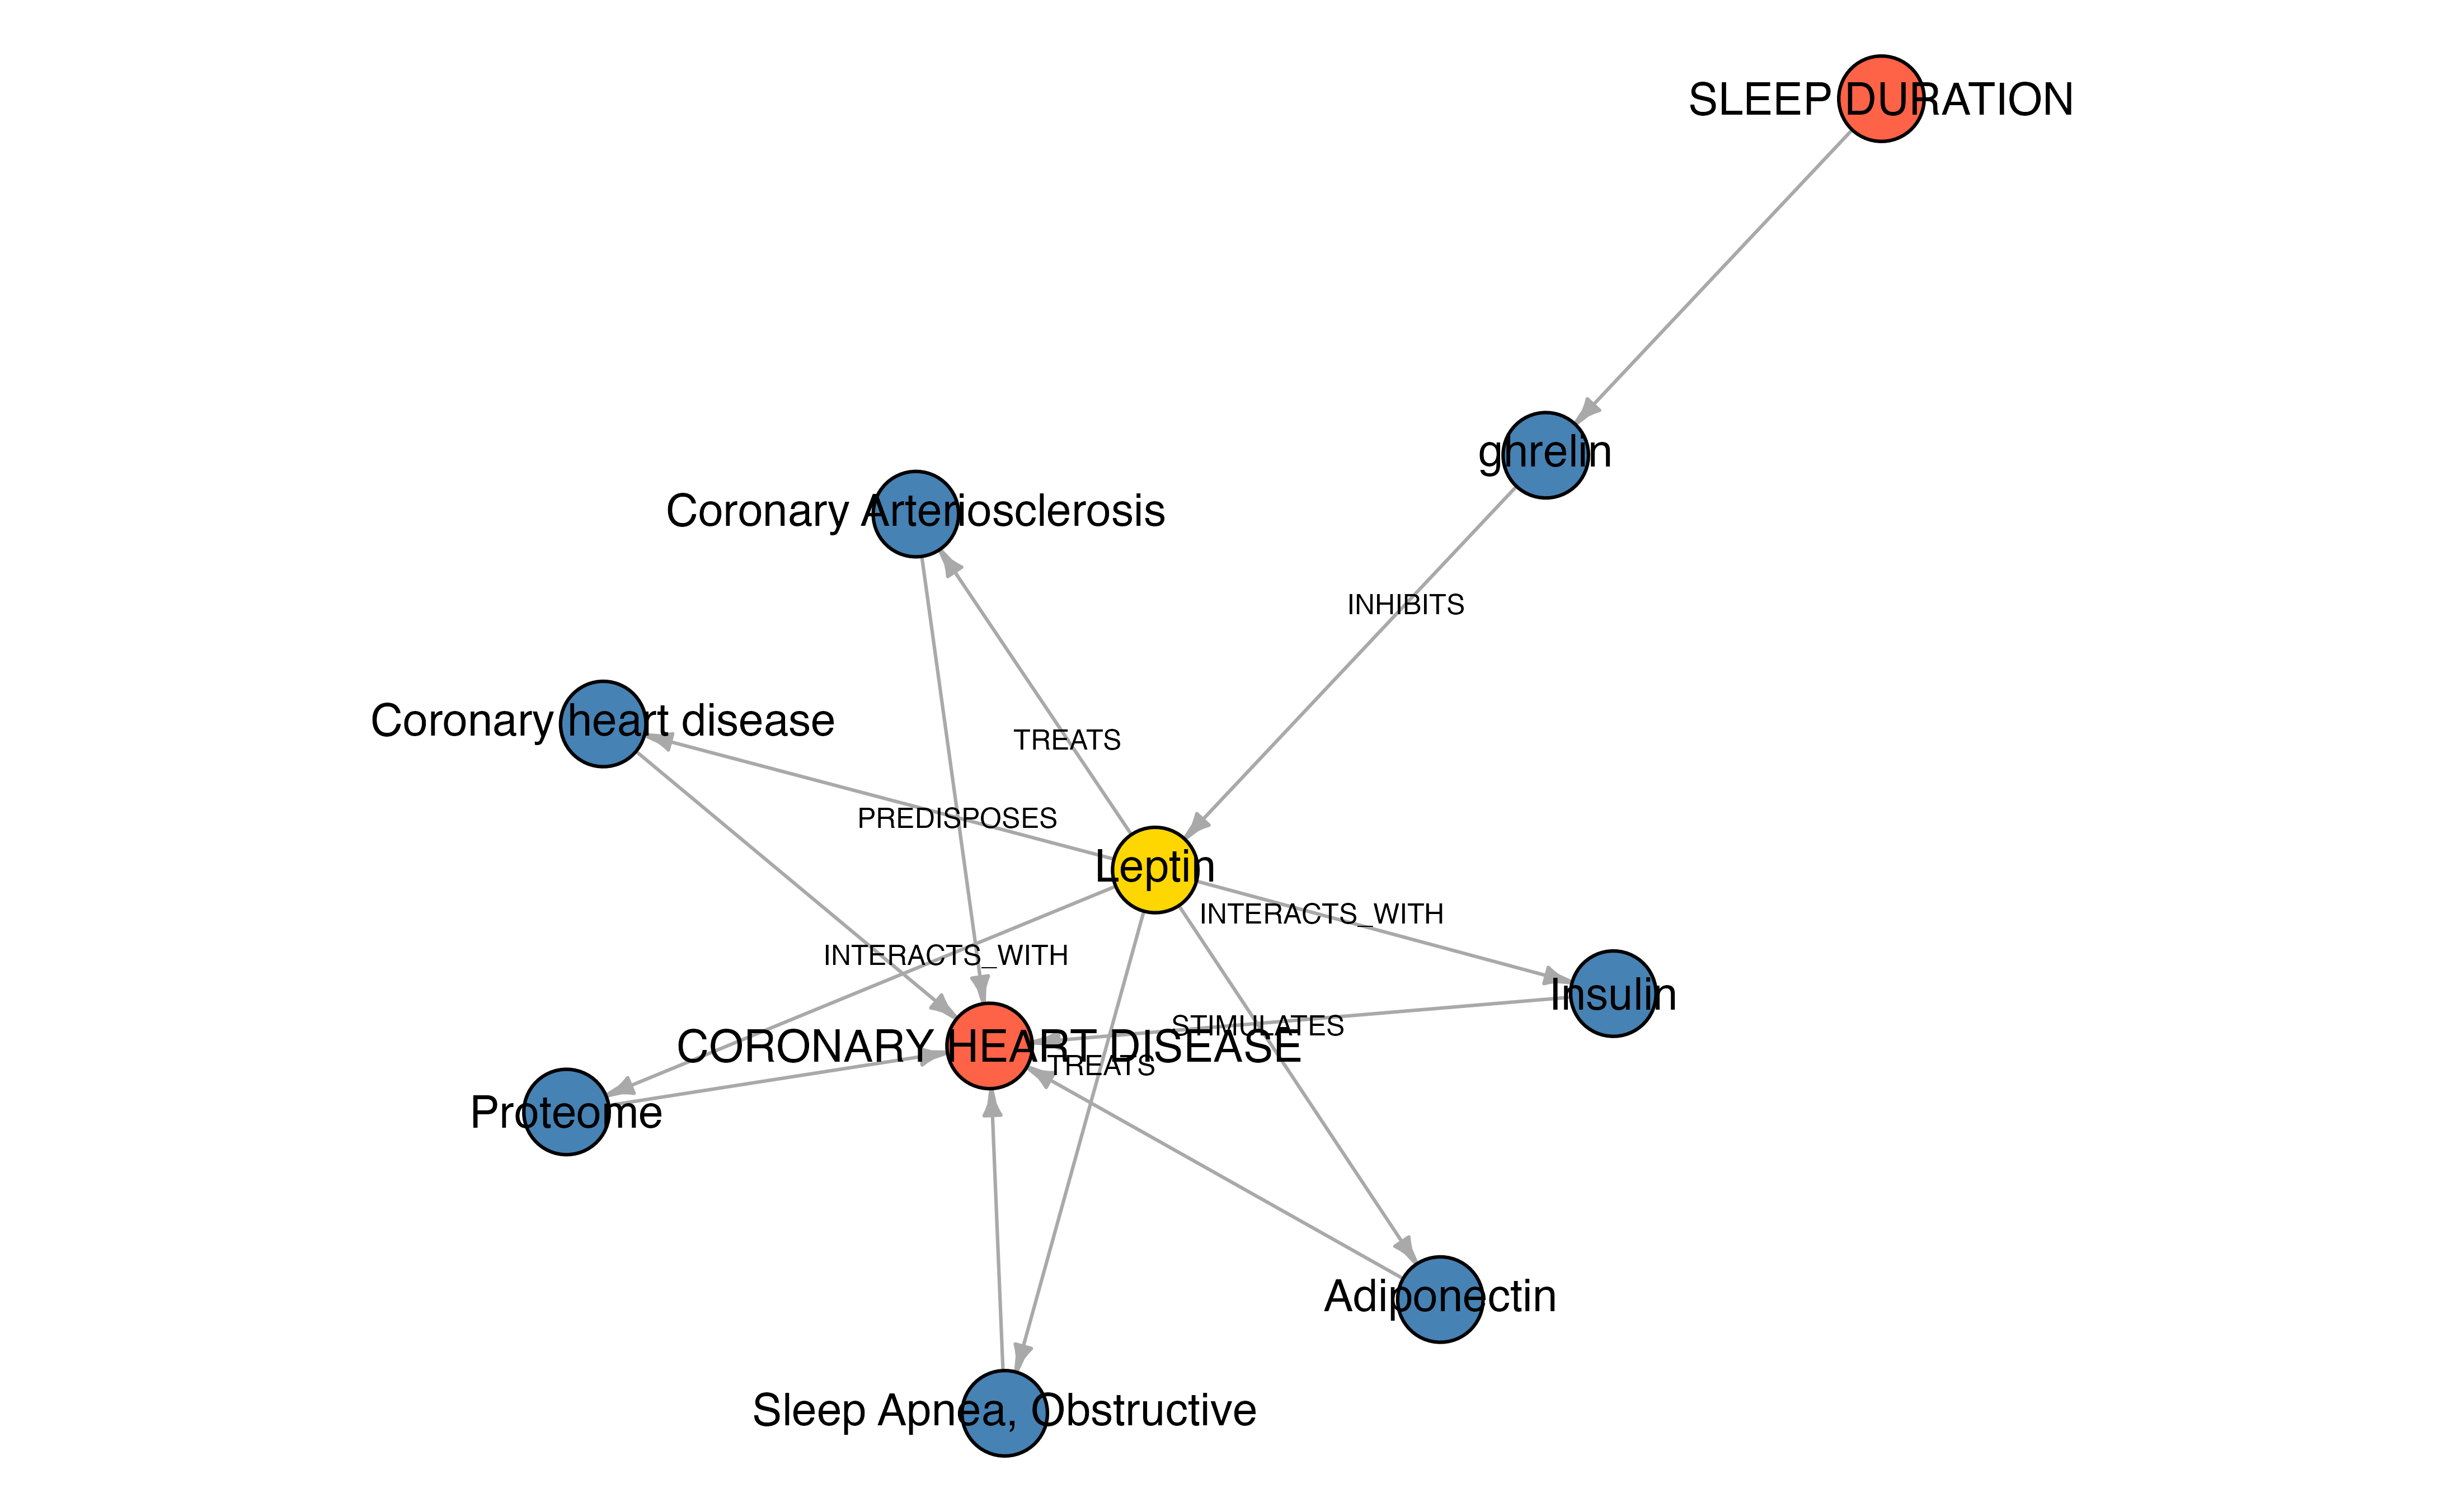 SLEEP DURATION
ghrelin
Coronary Arteriosclerosis
INHIBITS
Coronary heart disease
TREATS
PREDISPOSES
Leptin
INTERACTS_WITH
INTERACTS_WITH
Insulin
STIMULATES
CORONARY HEART DISEASE
TREATS
Proteome
Adiponectin
Sleep Apnea, Obstructive